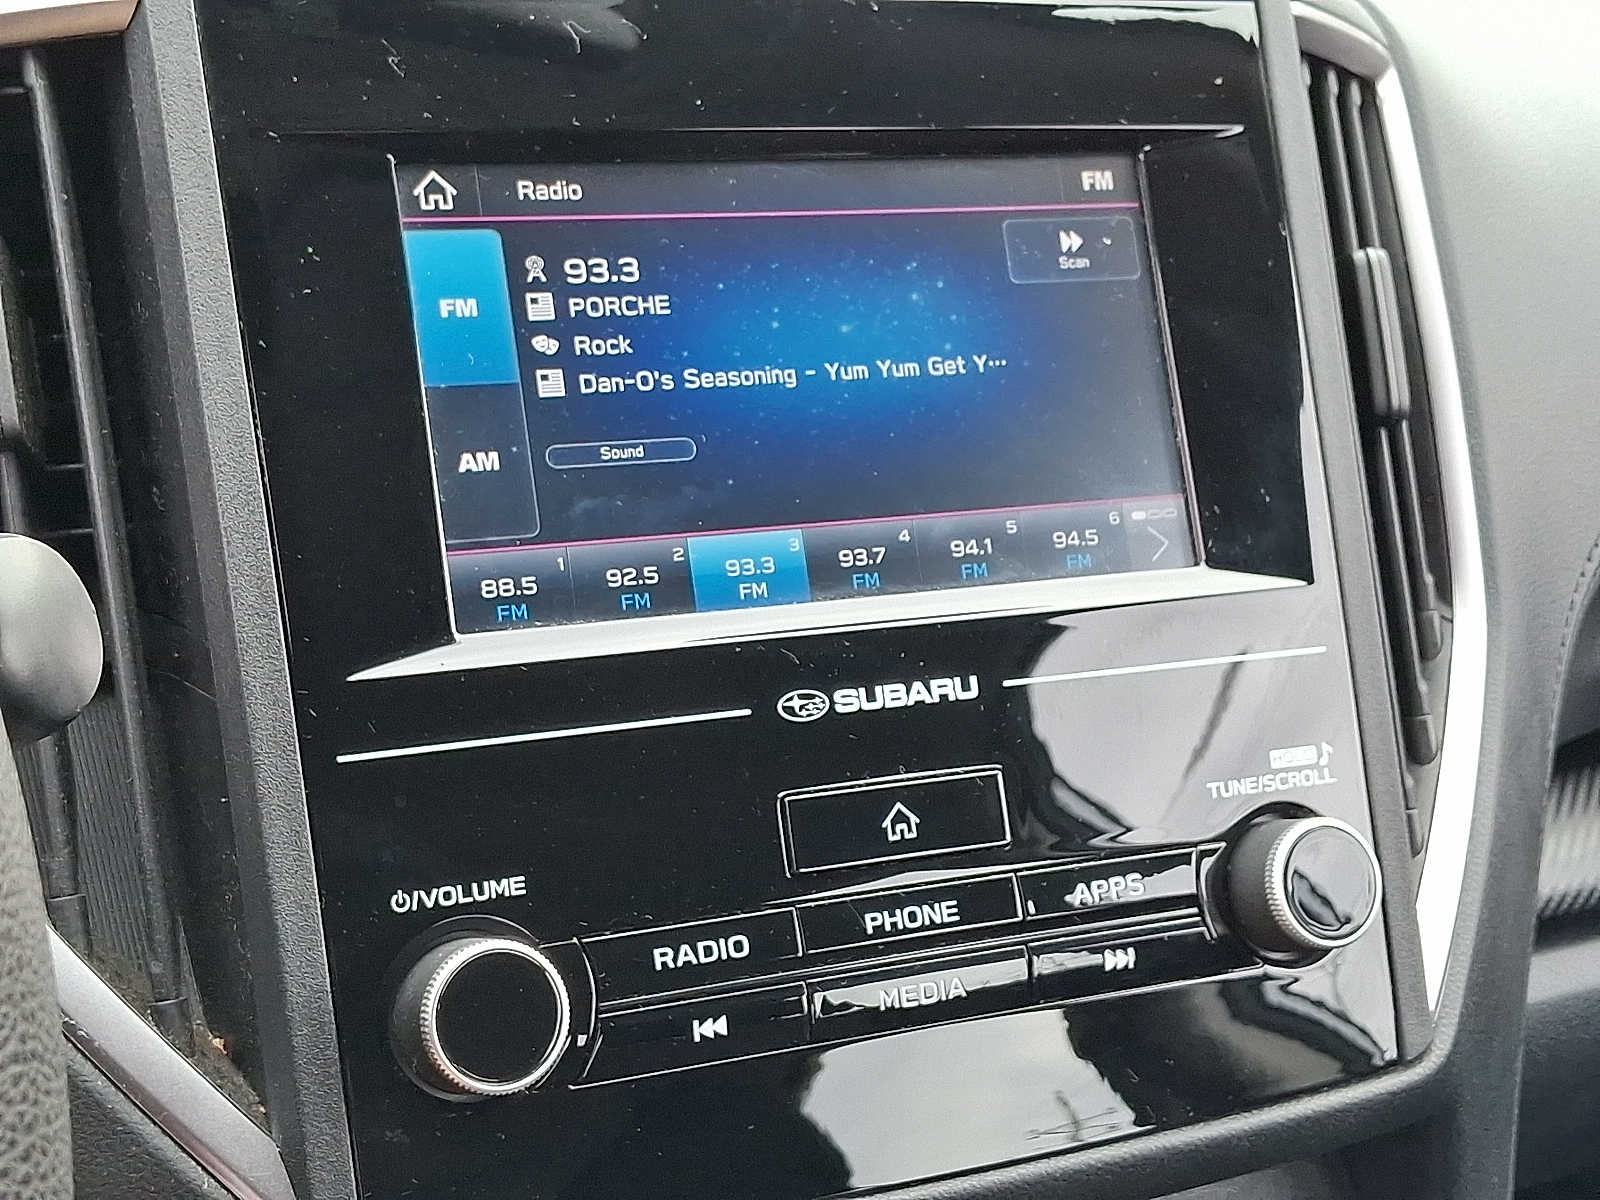 Radio FM
FM
93.3
Scan
PORCHE
Rock
Dan-O's Seasoning - Yum Yum Get Y...
AM
Sound
1 2 3 4 5 6
88.5 92.5 93.3 93.7 94.1 94.5
FM FM FM FM FM FM
SUBARU
TUNE/SCROLL
/VOLUME
RADIO PHONE APPS
MEDIA